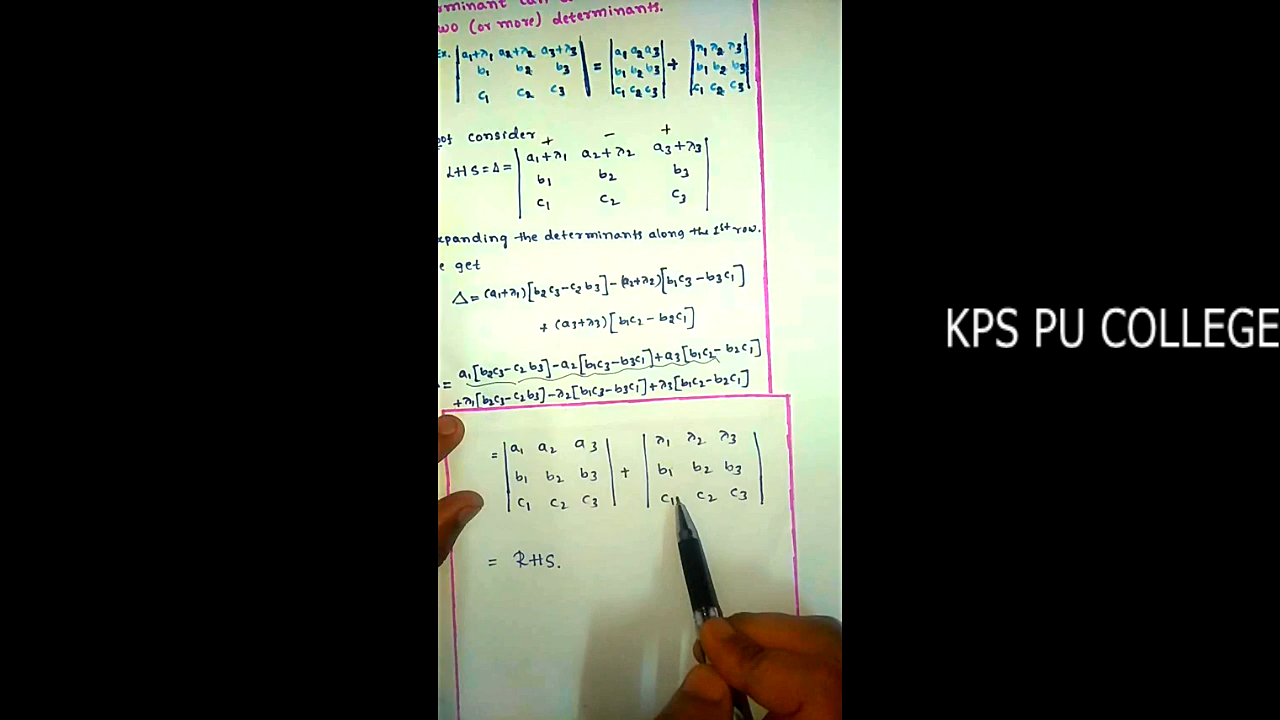 two (or more) determinants.
Ex. | a1+λ1 a2+λ2 a3+λ3 | = | a1 a2 a3 | + | λ1 λ2 λ3 |
| b1 b2 b3 | | b1 b2 b3 | | b1 b2 b3 |
| c1 c2 c3 | | c1 c2 c3 | | c1 c2 c3 |
consider
+ - +
LHS = Δ = | a1+λ1 a2+λ2 a3+λ3 |
| b1 b2 b3 |
| c1 c2 c3 |
xpanding the determinants along the 1st row.
e get
Δ = (a1+λ1)[b2c3-c2b3]-(a2+λ2)[b1c3-b3c1]
+ (a3+λ3)[b1c2-b2c1]
= a1[b2c3-c2b3]-a2[b1c3-b3c1]+a3[b1c2-b2c1]
+λ1[b2c3-c2b3]-λ2[b1c3-b3c1]+λ3[b1c2-b2c1]
= | a1 a2 a3 | + | λ1 λ2 λ3 |
| b1 b2 b3 | | b1 b2 b3 |
| c1 c2 c3 | | c1 c2 c3 |
= RHS.
KPS PU COLLEGE